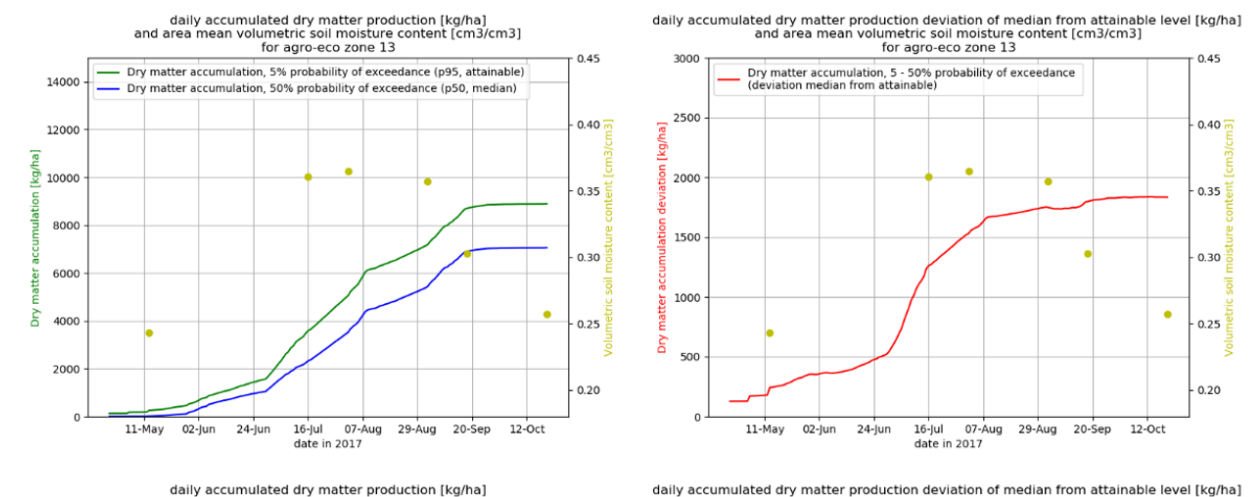 daily accumulated dry matter production [kg/ha]
and area mean volumetric soil moisture content [cm3/cm3]
for agro-eco zone 13
Dry matter accumulation, 5% probability of exceedance (p95, attainable)
Dry matter accumulation, 50% probability of exceedance (p50, median)
Dry matter accumulation [kg/ha]
14000
12000
10000
8000
6000
4000
2000
0
0.45
0.40
0.35
0.30
0.25
0.20
Volumetric soil moisture content [cm3/cm3]
11-May 02-Jun 24-Jun 16-Jul 07-Aug 29-Aug 20-Sep 12-Oct
date in 2017
daily accumulated dry matter production deviation of median from attainable level [kg/ha]
and area mean volumetric soil moisture content [cm3/cm3]
for agro-eco zone 13
Dry matter accumulation, 5 - 50% probability of exceedance
(deviation median from attainable)
Dry matter accumulation deviation [kg/ha]
3000
2500
2000
1500
1000
500
0
0.45
0.40
0.35
0.30
0.25
0.20
Volumetric soil moisture content [cm3/cm3]
11-May 02-Jun 24-Jun 16-Jul 07-Aug 29-Aug 20-Sep 12-Oct
date in 2017
daily accumulated dry matter production [kg/ha]
daily accumulated dry matter production deviation of median from attainable level [kg/ha]